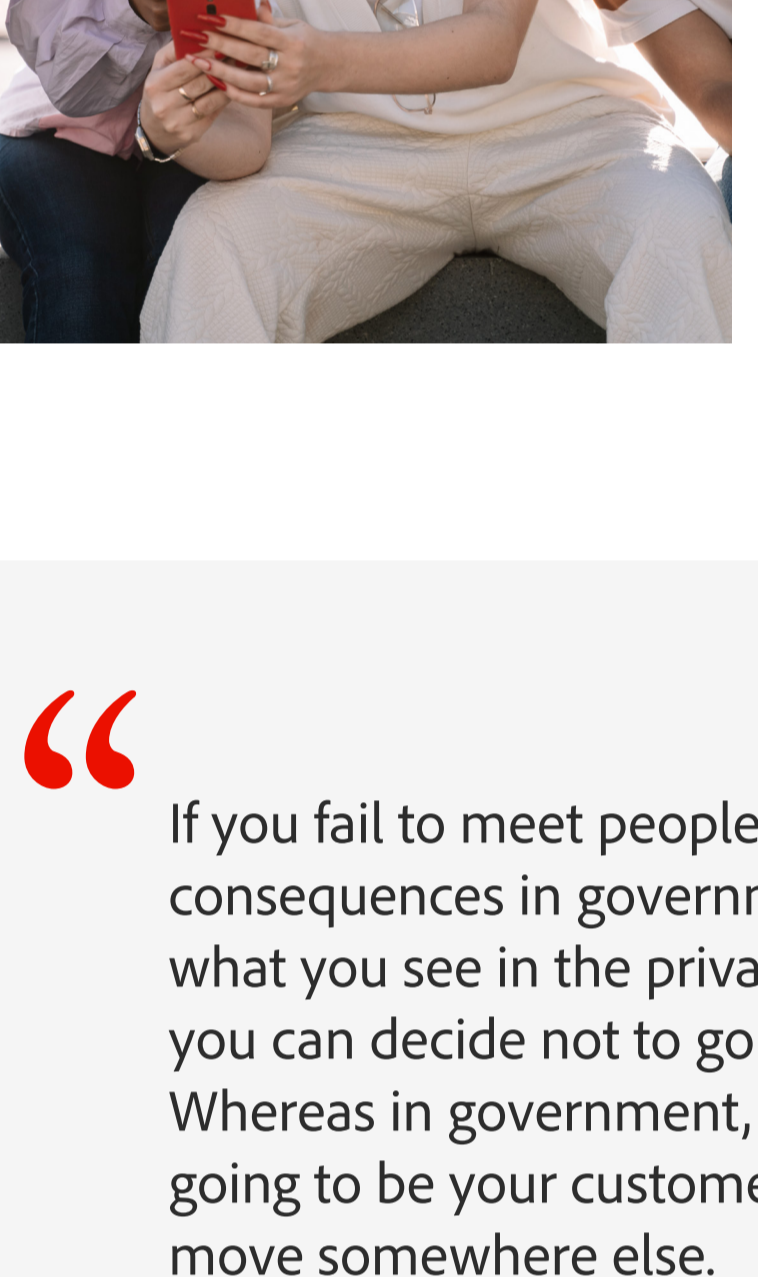 “
If you fail to meet people
consequences in governm
what you see in the priva
you can decide not to go
Whereas in government,
going to be your custome
move somewhere else.